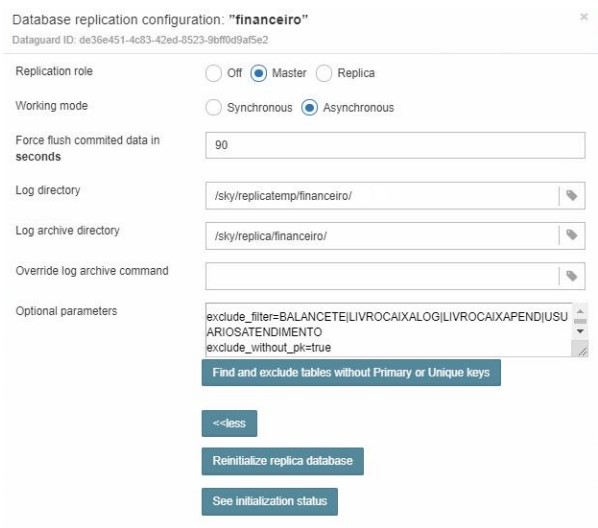 Database replication configuration: "financeiro"
Dataguard ID: de36e451-4c83-42ed-8523-9bff0d9af5e2
Replication role
Off Master Replica
Working mode
Synchronous Asynchronous
Force flush commited data in
seconds
90
Log directory
/sky/replicatemp/financeiro/
Log archive directory
/sky/replica/financeiro/
Override log archive command
Optional parameters
exclude_filter=BALANCETE|LIVROCAIXALOG|LIVROCAIXAPEND|USU
ARIOSATENDIMENTO
exclude_without_pk=true
Find and exclude tables without Primary or Unique keys
<<less
Reinitialize replica database
See initialization status